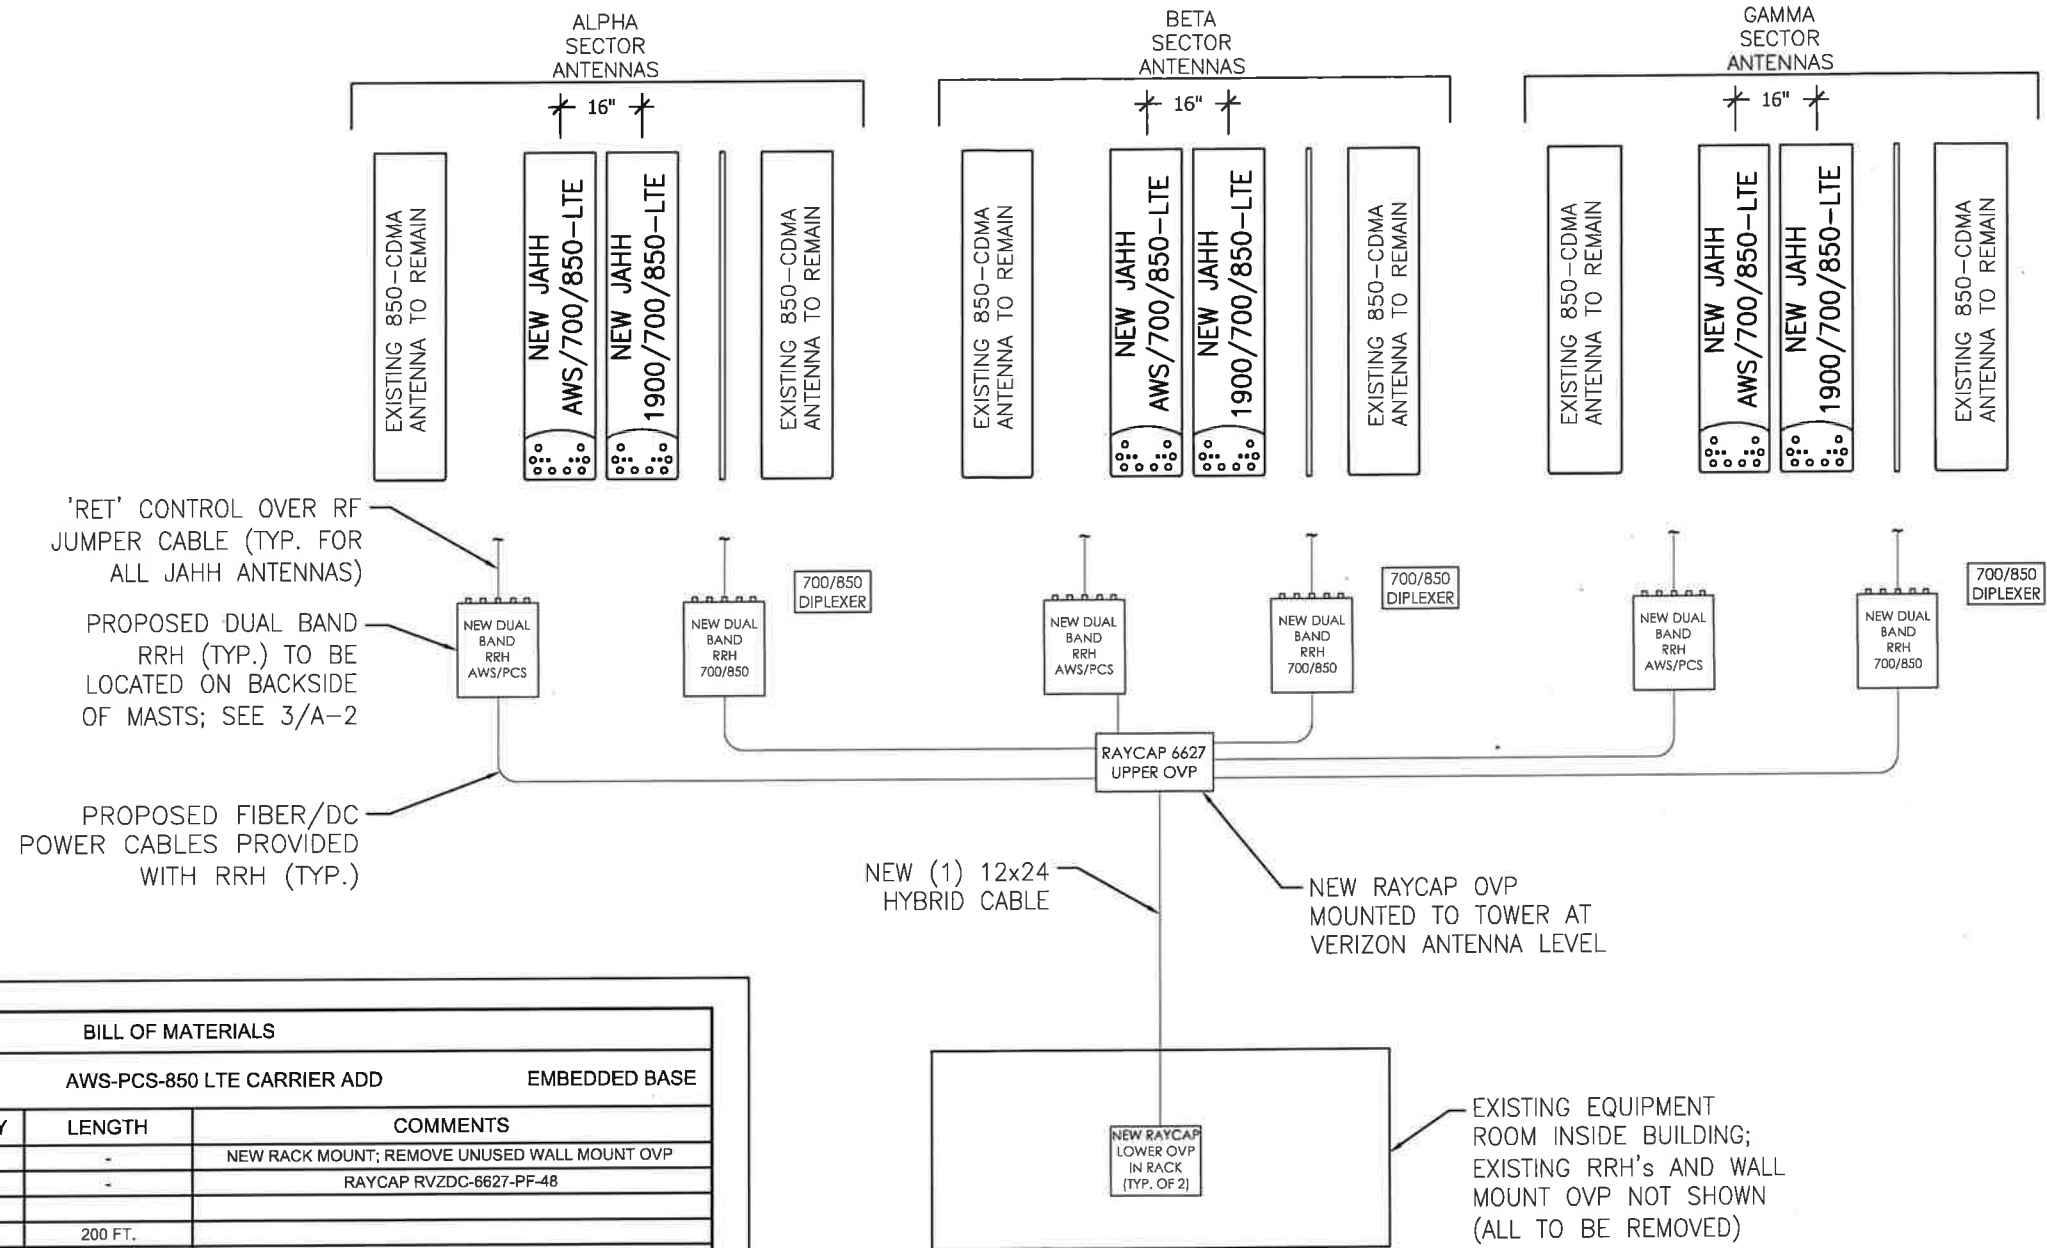 ALPHA
SECTOR
ANTENNAS
16"
BETA
SECTOR
ANTENNAS
16"
GAMMA
SECTOR
ANTENNAS
16"
EXISTING 850-CDMA
ANTENNA TO REMAIN
NEW JAHH
AWS/700/850-LTE
NEW JAHH
1900/700/850-LTE
EXISTING 850-CDMA
ANTENNA TO REMAIN
EXISTING 850-CDMA
ANTENNA TO REMAIN
NEW JAHH
AWS/700/850-LTE
NEW JAHH
1900/700/850-LTE
EXISTING 850-CDMA
ANTENNA TO REMAIN
EXISTING 850-CDMA
ANTENNA TO REMAIN
NEW JAHH
AWS/700/850-LTE
NEW JAHH
1900/700/850-LTE
EXISTING 850-CDMA
ANTENNA TO REMAIN
'RET' CONTROL OVER RF
JUMPER CABLE (TYP. FOR
ALL JAHH ANTENNAS)
PROPOSED DUAL BAND
RRH (TYP.) TO BE
LOCATED ON BACKSIDE
OF MASTS; SEE 3/A-2
PROPOSED FIBER/DC
POWER CABLES PROVIDED
WITH RRH (TYP.)
NEW DUAL
BAND
RRH
AWS/PCS
NEW DUAL
BAND
RRH
700/850
700/850
DIPLEXER
NEW DUAL
BAND
RRH
AWS/PCS
NEW DUAL
BAND
RRH
700/850
700/850
DIPLEXER
NEW DUAL
BAND
RRH
AWS/PCS
NEW DUAL
BAND
RRH
700/850
700/850
DIPLEXER
RAYCAP 6627
UPPER OVP
NEW (1) 12x24
HYBRID CABLE
NEW RAYCAP OVP
MOUNTED TO TOWER AT
VERIZON ANTENNA LEVEL
NEW RAYCAP
LOWER OVP
IN RACK
(TYP. OF 2)
EXISTING EQUIPMENT
ROOM INSIDE BUILDING;
EXISTING RRH's AND WALL
MOUNT OVP NOT SHOWN
(ALL TO BE REMOVED)
BILL OF MATERIALS
AWS-PCS-850 LTE CARRIER ADD EMBEDDED BASE
Y LENGTH COMMENTS
- NEW RACK MOUNT; REMOVE UNUSED WALL MOUNT OVP
- RAYCAP RVZDC-6627-PF-48
200 FT.